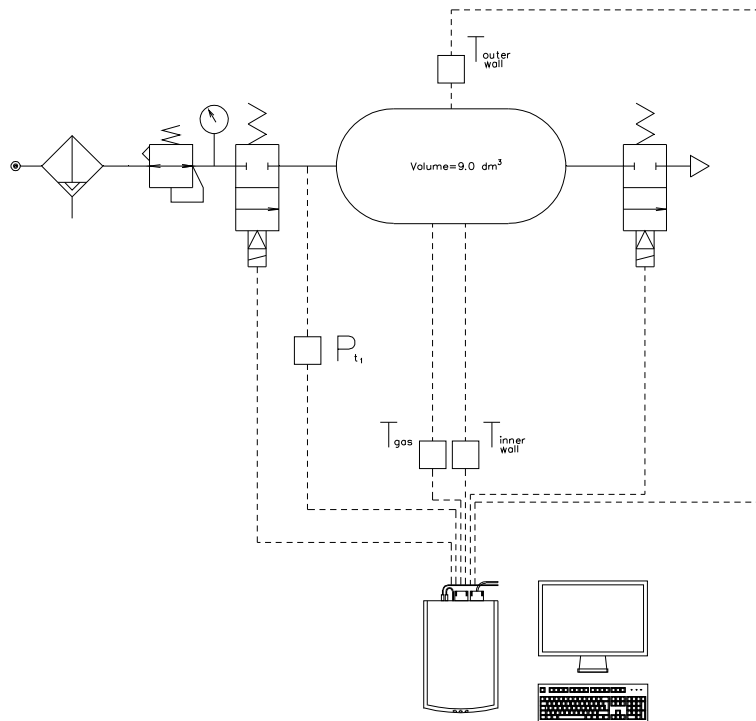 T outer
wall
Volume=9.0 dm³
P t₁
T gas
T inner
wall